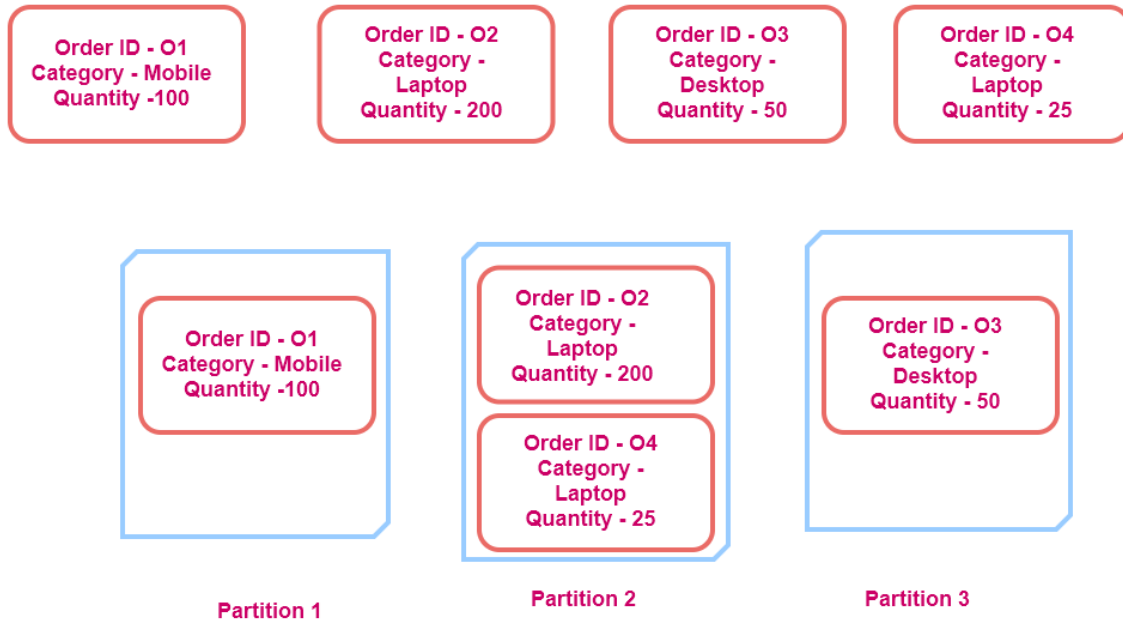 Order ID - O1
Category - Mobile
Quantity -100
Order ID - O2
Category -
Laptop
Quantity - 200
Order ID - O3
Category -
Desktop
Quantity - 50
Order ID - O4
Category -
Laptop
Quantity - 25
Order ID - O1
Category - Mobile
Quantity -100
Order ID - O2
Category -
Laptop
Quantity - 200
Order ID - O4
Category -
Laptop
Quantity - 25
Order ID - O3
Category -
Desktop
Quantity - 50
Partition 1
Partition 2
Partition 3